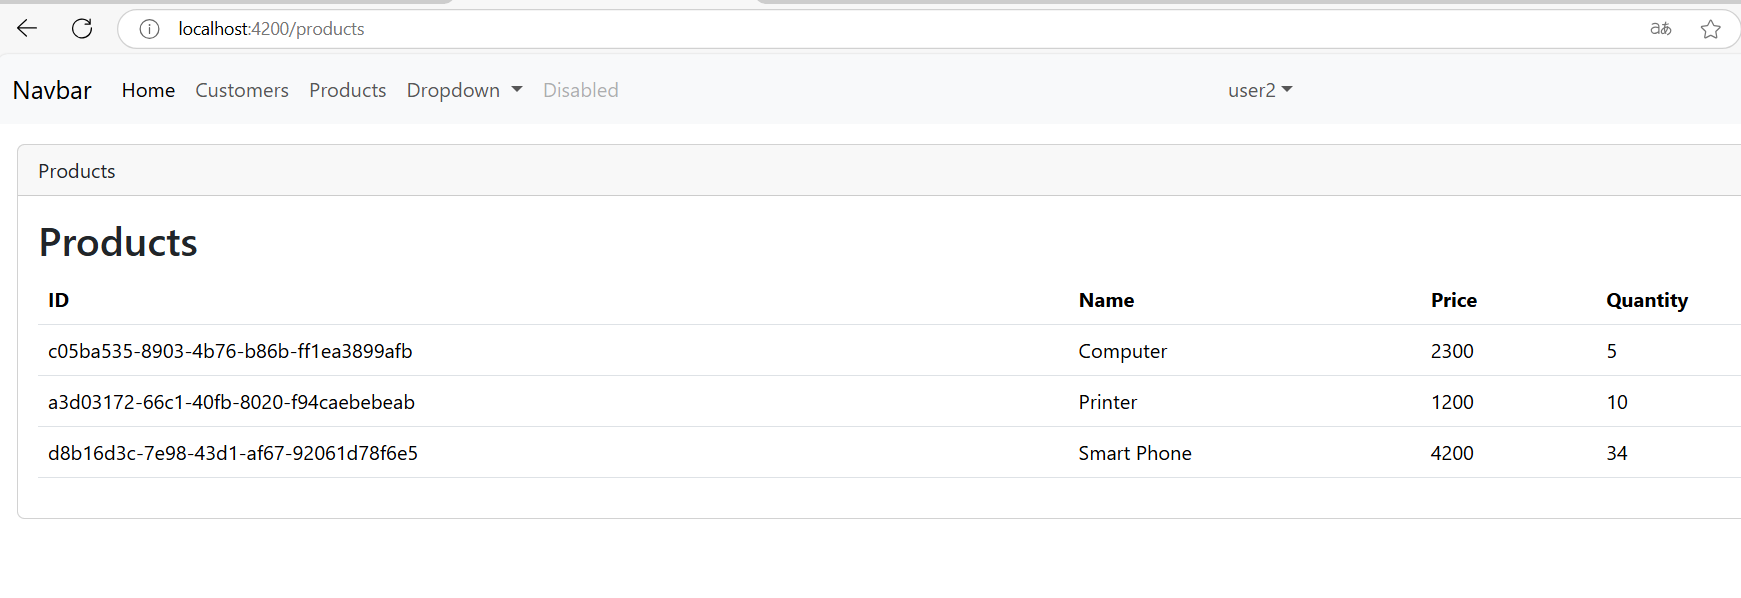 localhost:4200/products
Navbar Home Customers Products Dropdown Disabled user2
Products
Products
ID Name Price Quantity
c05ba535-8903-4b76-b86b-ff1ea3899afb Computer 2300 5
a3d03172-66c1-40fb-8020-f94caebebeab Printer 1200 10
d8b16d3c-7e98-43d1-af67-92061d78f6e5 Smart Phone 4200 34